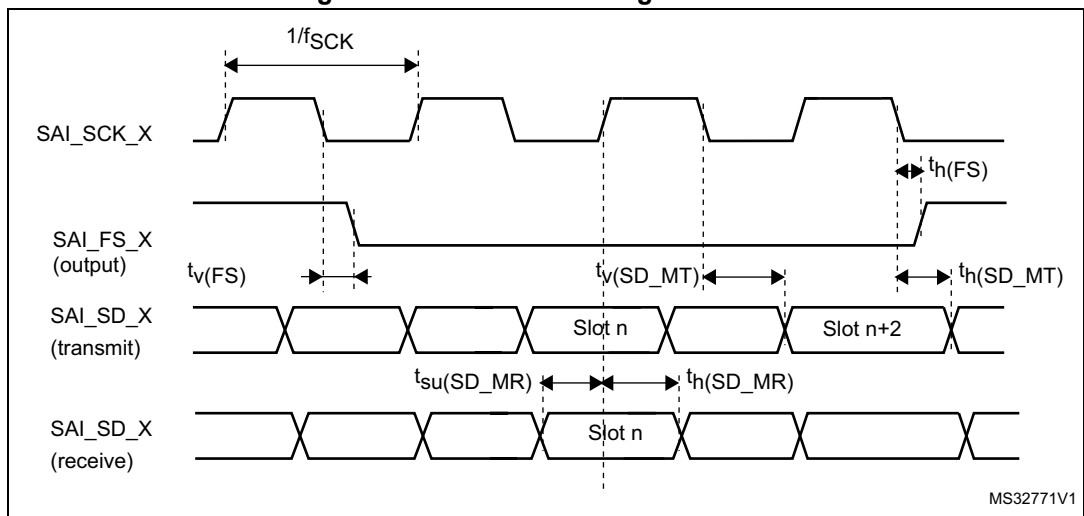 1/fSCK
SAI_SCK_X
th(FS)
SAI_FS_X
(output)
tv(FS)
tv(SD_MT)
th(SD_MT)
SAI_SD_X
(transmit)
Slot n
Slot n+2
tsu(SD_MR)
th(SD_MR)
SAI_SD_X
(receive)
Slot n
MS32771V1